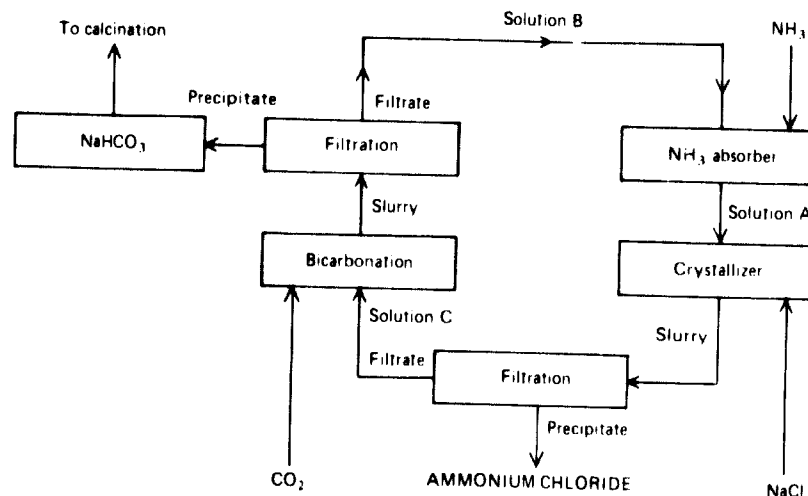 Solution B
To calcination
NH3
Precipitate
Filtrate
NaHCO3
Filtration
NH3 absorber
Slurry
Solution A
Bicarbonation
Crystallizer
Solution C
Slurry
Filtrate
Filtration
Precipitate
CO2
AMMONIUM CHLORIDE
NaCl